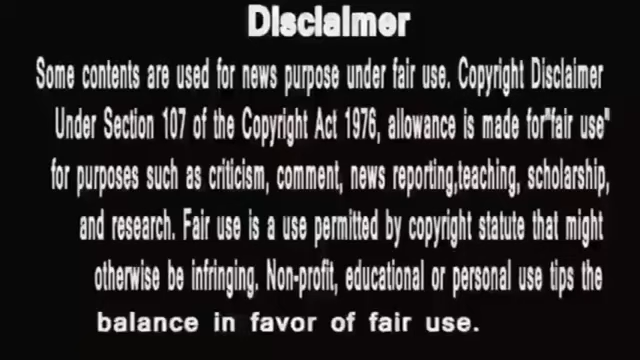 Disclaimer
Some contents are used for news purpose under fair use. Copyright Disclaimer
Under Section 107 of the Copyright Act 1976, allowance is made for"fair use"
for purposes such as criticism, comment, news reporting,teaching, scholarship,
and research. Fair use is a use permitted by copyright statute that might
otherwise be infringing. Non-profit, educational or personal use tips the
balance in favor of fair use.